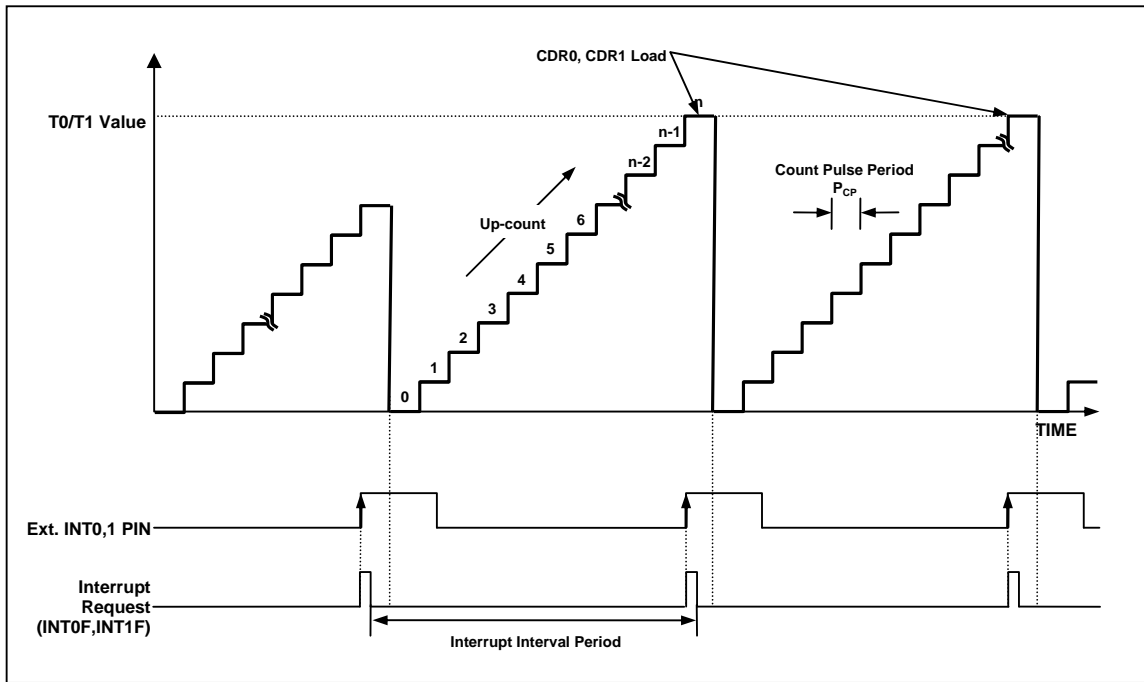 CDR0, CDR1 Load
n
T0/T1 Value
n-1
n-2
Count Pulse Period
PCP
Up-count
6
5
4
3
2
1
0
TIME
Ext. INT0,1 PIN
Interrupt
Request
(INT0F,INT1F)
Interrupt Interval Period